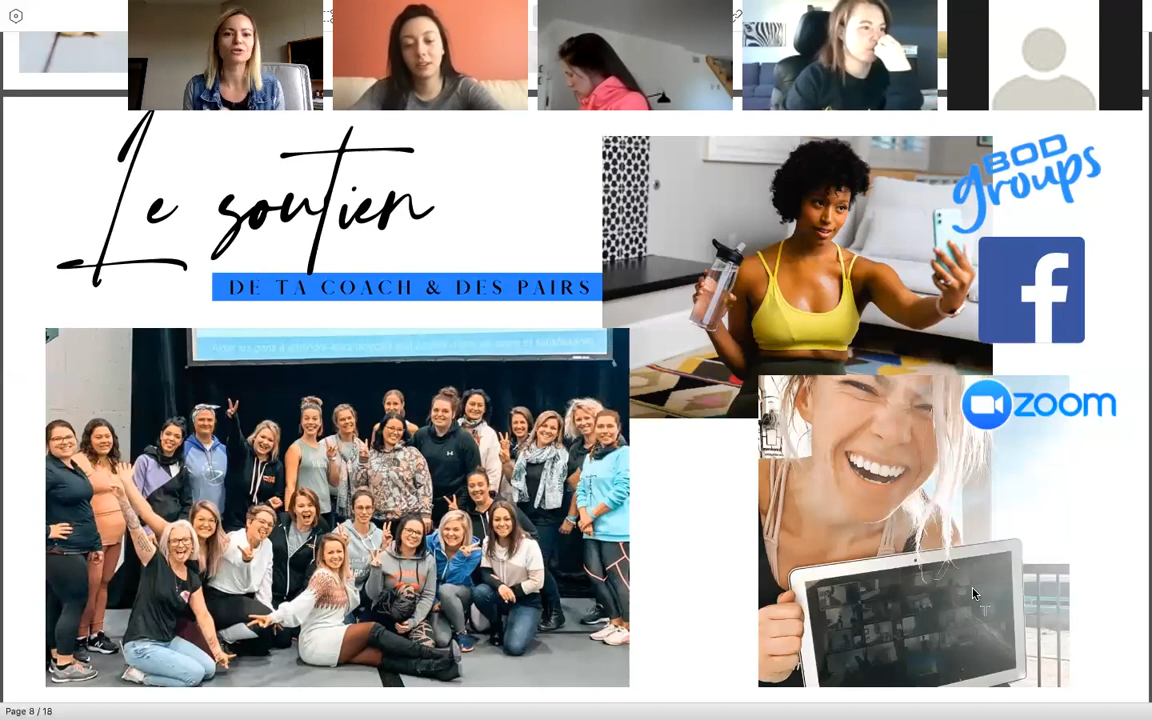 Le soutien
DE TA COACH & DES PAIRS
BOD
groups
f
zoom
Page 8 / 18